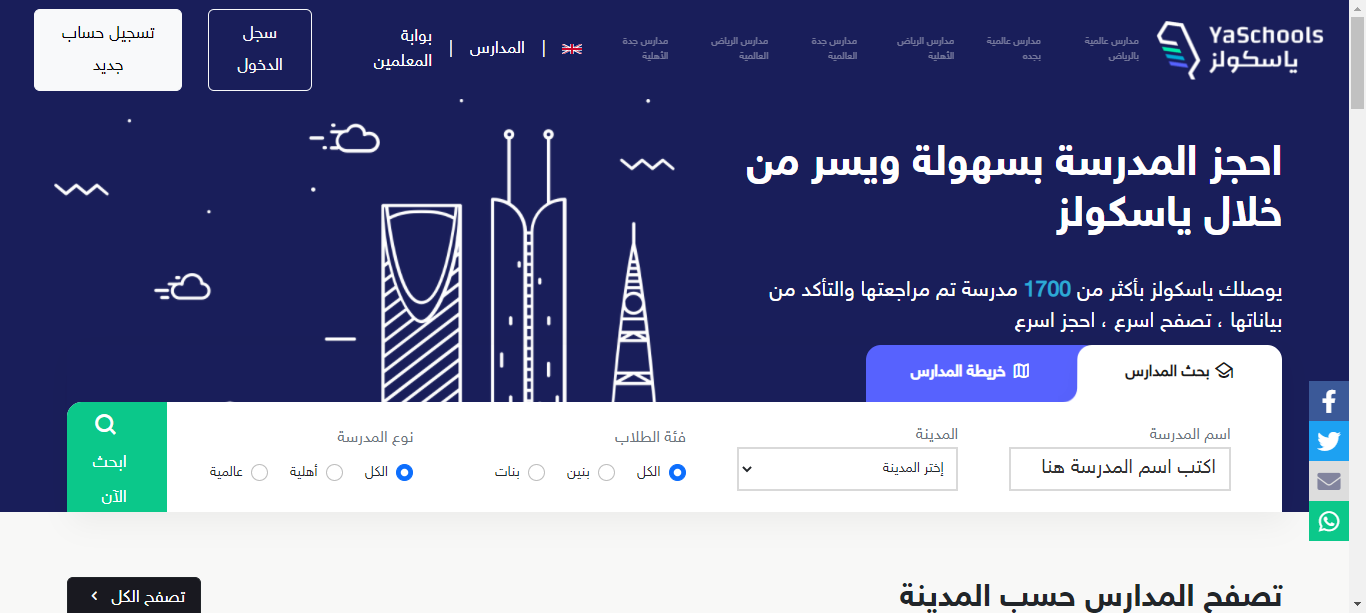 YaSchools
ياسكولز
مدارس عالمية بالرياض
مدارس عالمية بجده
مدارس الرياض الأهلية
مدارس جدة العالمية
مدارس الرياض العالمية
مدارس جدة الأهلية
المدارس
بوابة المعلمين
سجل الدخول
تسجيل حساب جديد
احجز المدرسة بسهولة ويسر من
خلال ياسكولز
يوصلك ياسكولز بأكثر من 1700 مدرسة تم مراجعتها والتأكد من
بياناتها ، تصفح اسرع ، احجز اسرع
بحث المدارس
خريطة المدارس
اسم المدرسة
اكتب اسم المدرسة هنا
المدينة
إختر المدينة
فئة الطلاب
الكل بنين بنات
نوع المدرسة
الكل أهلية عالمية
ابحث
الآن
تصفح المدارس حسب المدينة
تصفح الكل